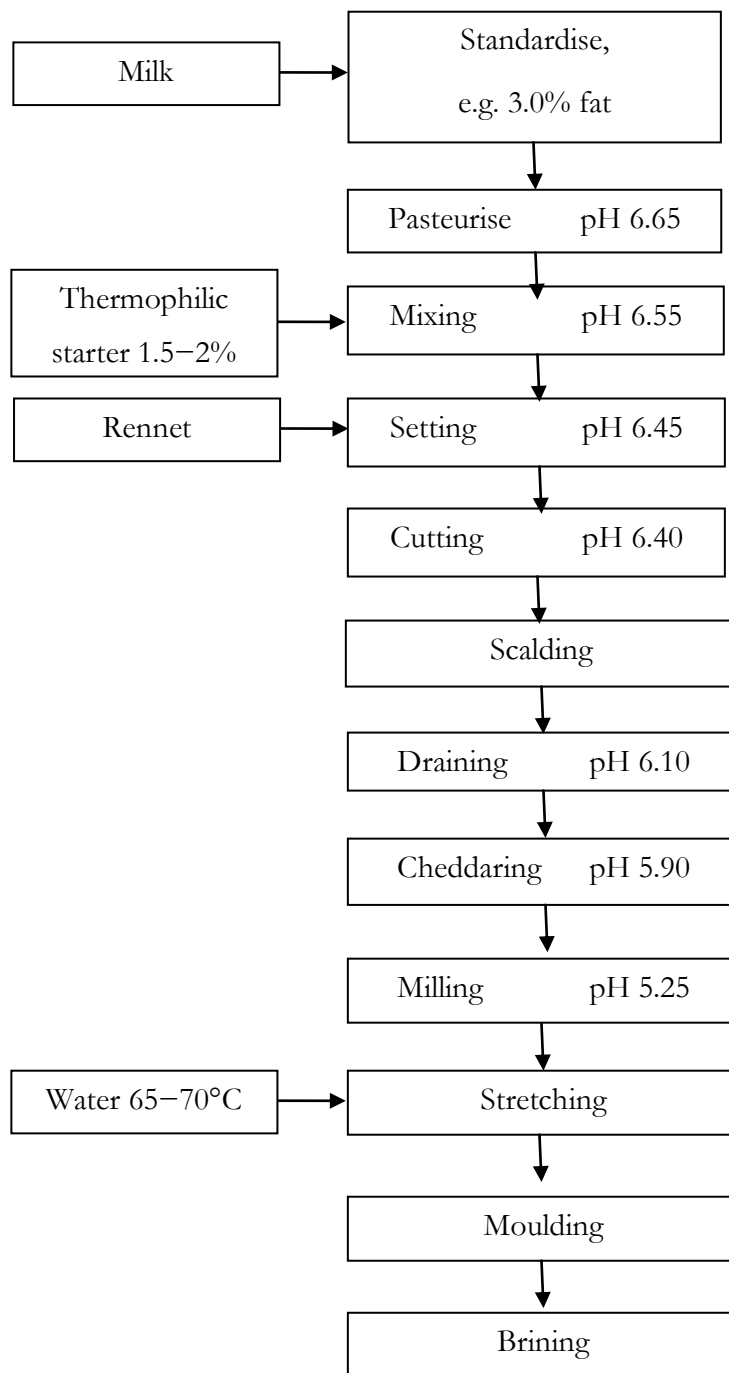 Milk
Standardise,
e.g. 3.0% fat
Pasteurise pH 6.65
Thermophilic
starter 1.5−2%
Mixing pH 6.55
Rennet
Setting pH 6.45
Cutting pH 6.40
Scalding
Draining pH 6.10
Cheddaring pH 5.90
Milling pH 5.25
Water 65−70°C
Stretching
Moulding
Brining